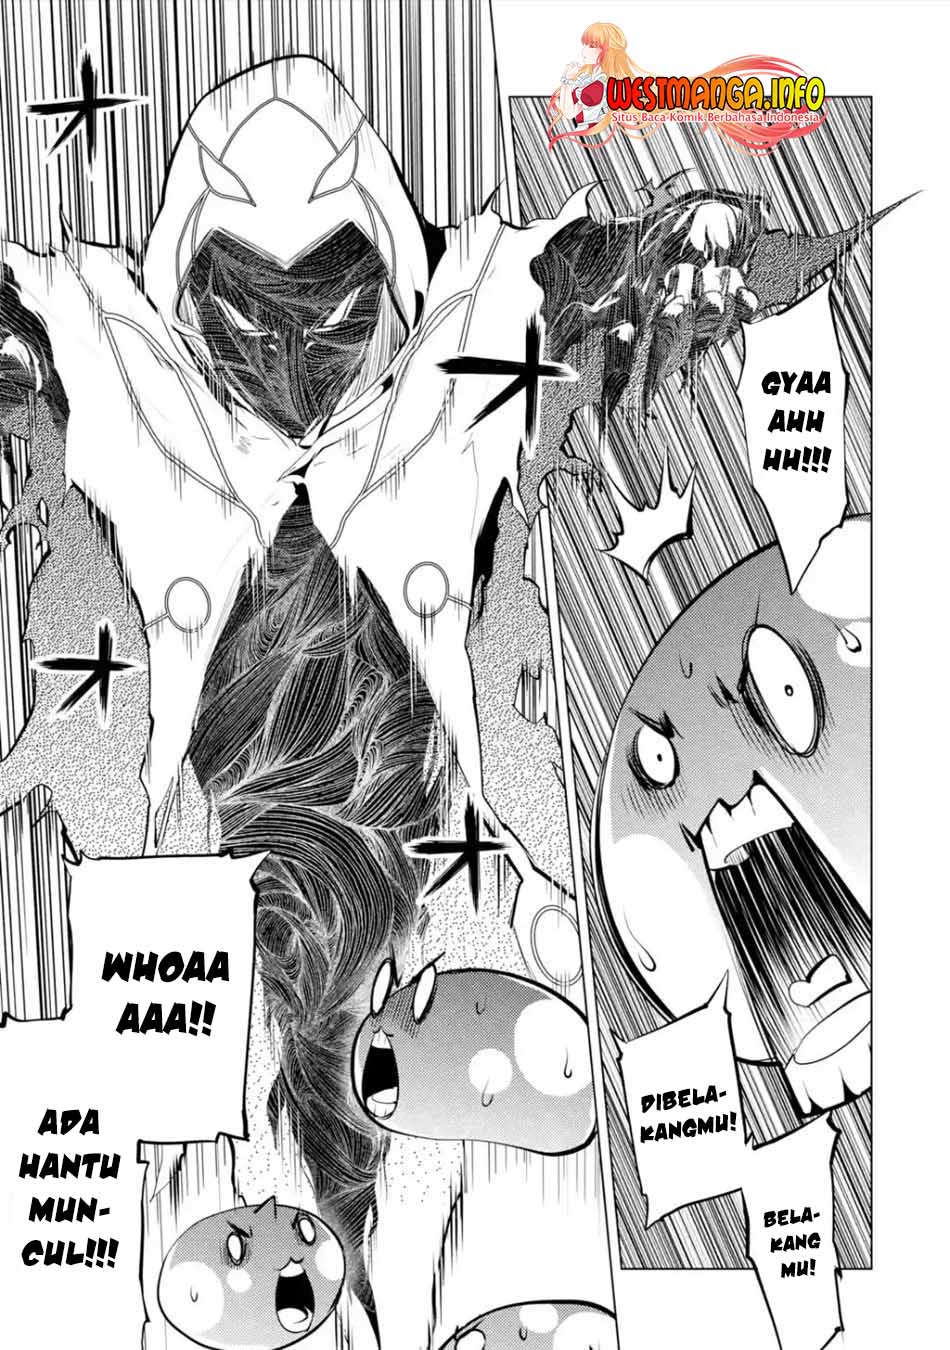 WESTMANGA.INFO
Situs Baca Komik Berbahasa Indonesia
GYAA
AHH
HH!!!
DIBELA-
KANGMU!
BELA-
KANG
MU!
WHOAA
AAA!!
ADA
HANTU
MUN-
CUL!!!